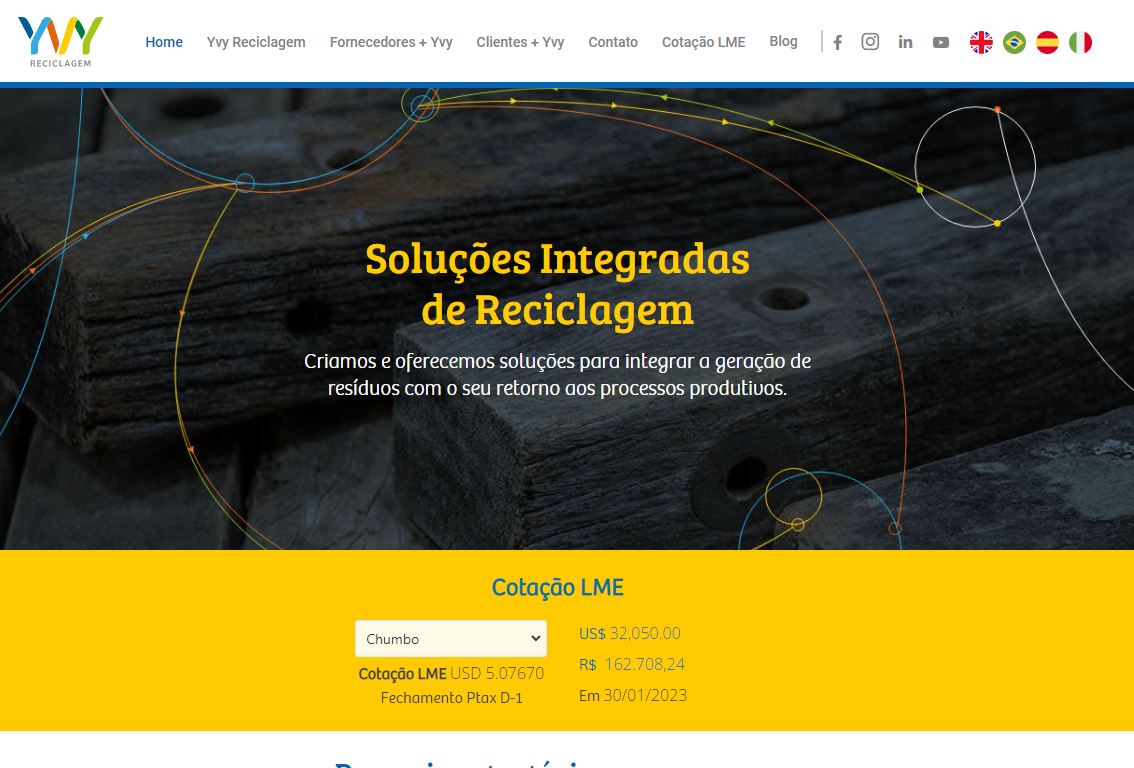 YVY
RECICLAGEM
Home Yvy Reciclagem Fornecedores + Yvy Clientes + Yvy Contato Cotação LME Blog
Soluções Integradas
de Reciclagem
Criamos e oferecemos soluções para integrar a geração de
resíduos com o seu retorno aos processos produtivos.
Cotação LME
Chumbo
Cotação LME USD 5.07670
Fechamento Ptax D-1
US$ 32,050.00
R$ 162.708,24
Em 30/01/2023